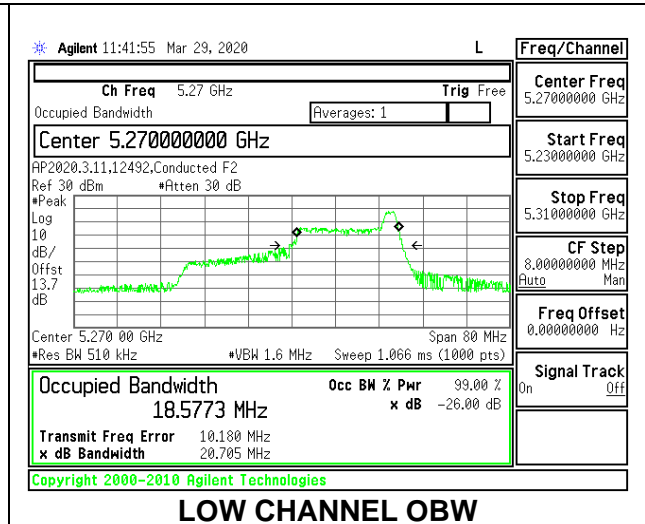 Agilent 11:41:55 Mar 29, 2020 L
Freq/Channel
Ch Freq 5.27 GHz Trig Free
Occupied Bandwidth Averages: 1
Center 5.270000000 GHz
AP2020.3.11,12492,Conducted F2
Ref 30 dBm #Atten 30 dB
#Peak
Log
10
dB/
Offst
13.7
dB
Center 5.270 00 GHz Span 80 MHz
#Res BW 510 kHz #VBW 1.6 MHz Sweep 1.066 ms (1000 pts)
Occupied Bandwidth Occ BW % Pwr 99.00 %
18.5773 MHz x dB -26.00 dB
Transmit Freq Error 10.180 MHz
x dB Bandwidth 20.705 MHz
Copyright 2000-2010 Agilent Technologies
Center Freq
5.27000000 GHz
Start Freq
5.23000000 GHz
Stop Freq
5.31000000 GHz
CF Step
8.00000000 MHz
Auto Man
Freq Offset
0.00000000 Hz
Signal Track
On Off
LOW CHANNEL OBW